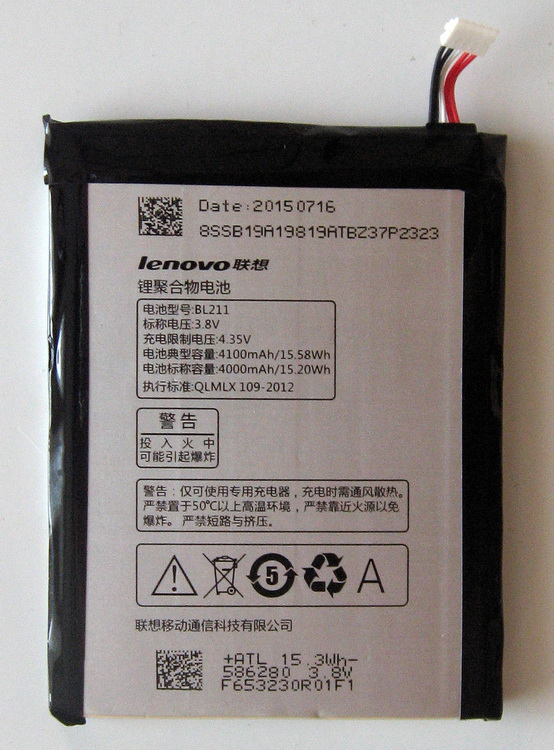 Date:20150716
8SSB19A19819ATBZ37P2323
lenovo 联想
锂聚合物电池
电池型号:BL211
标称电压:3.8V
充电限制电压:4.35V
电池典型容量:4100mAh/15.58Wh
电池标称容量:4000mAh/15.20Wh
执行标准:QLMLX 109-2012
警告
投入火中
可能引起爆炸
警告：仅可使用专用充电器，充电时需通风散热。
严禁置于50℃以上高温环境，严禁靠近火源以免
爆炸。 严禁短路与挤压。
5 A
联想移动通信科技有限公司
+ATL 15.3Wh-
586280 3.8V
F653230R01F1